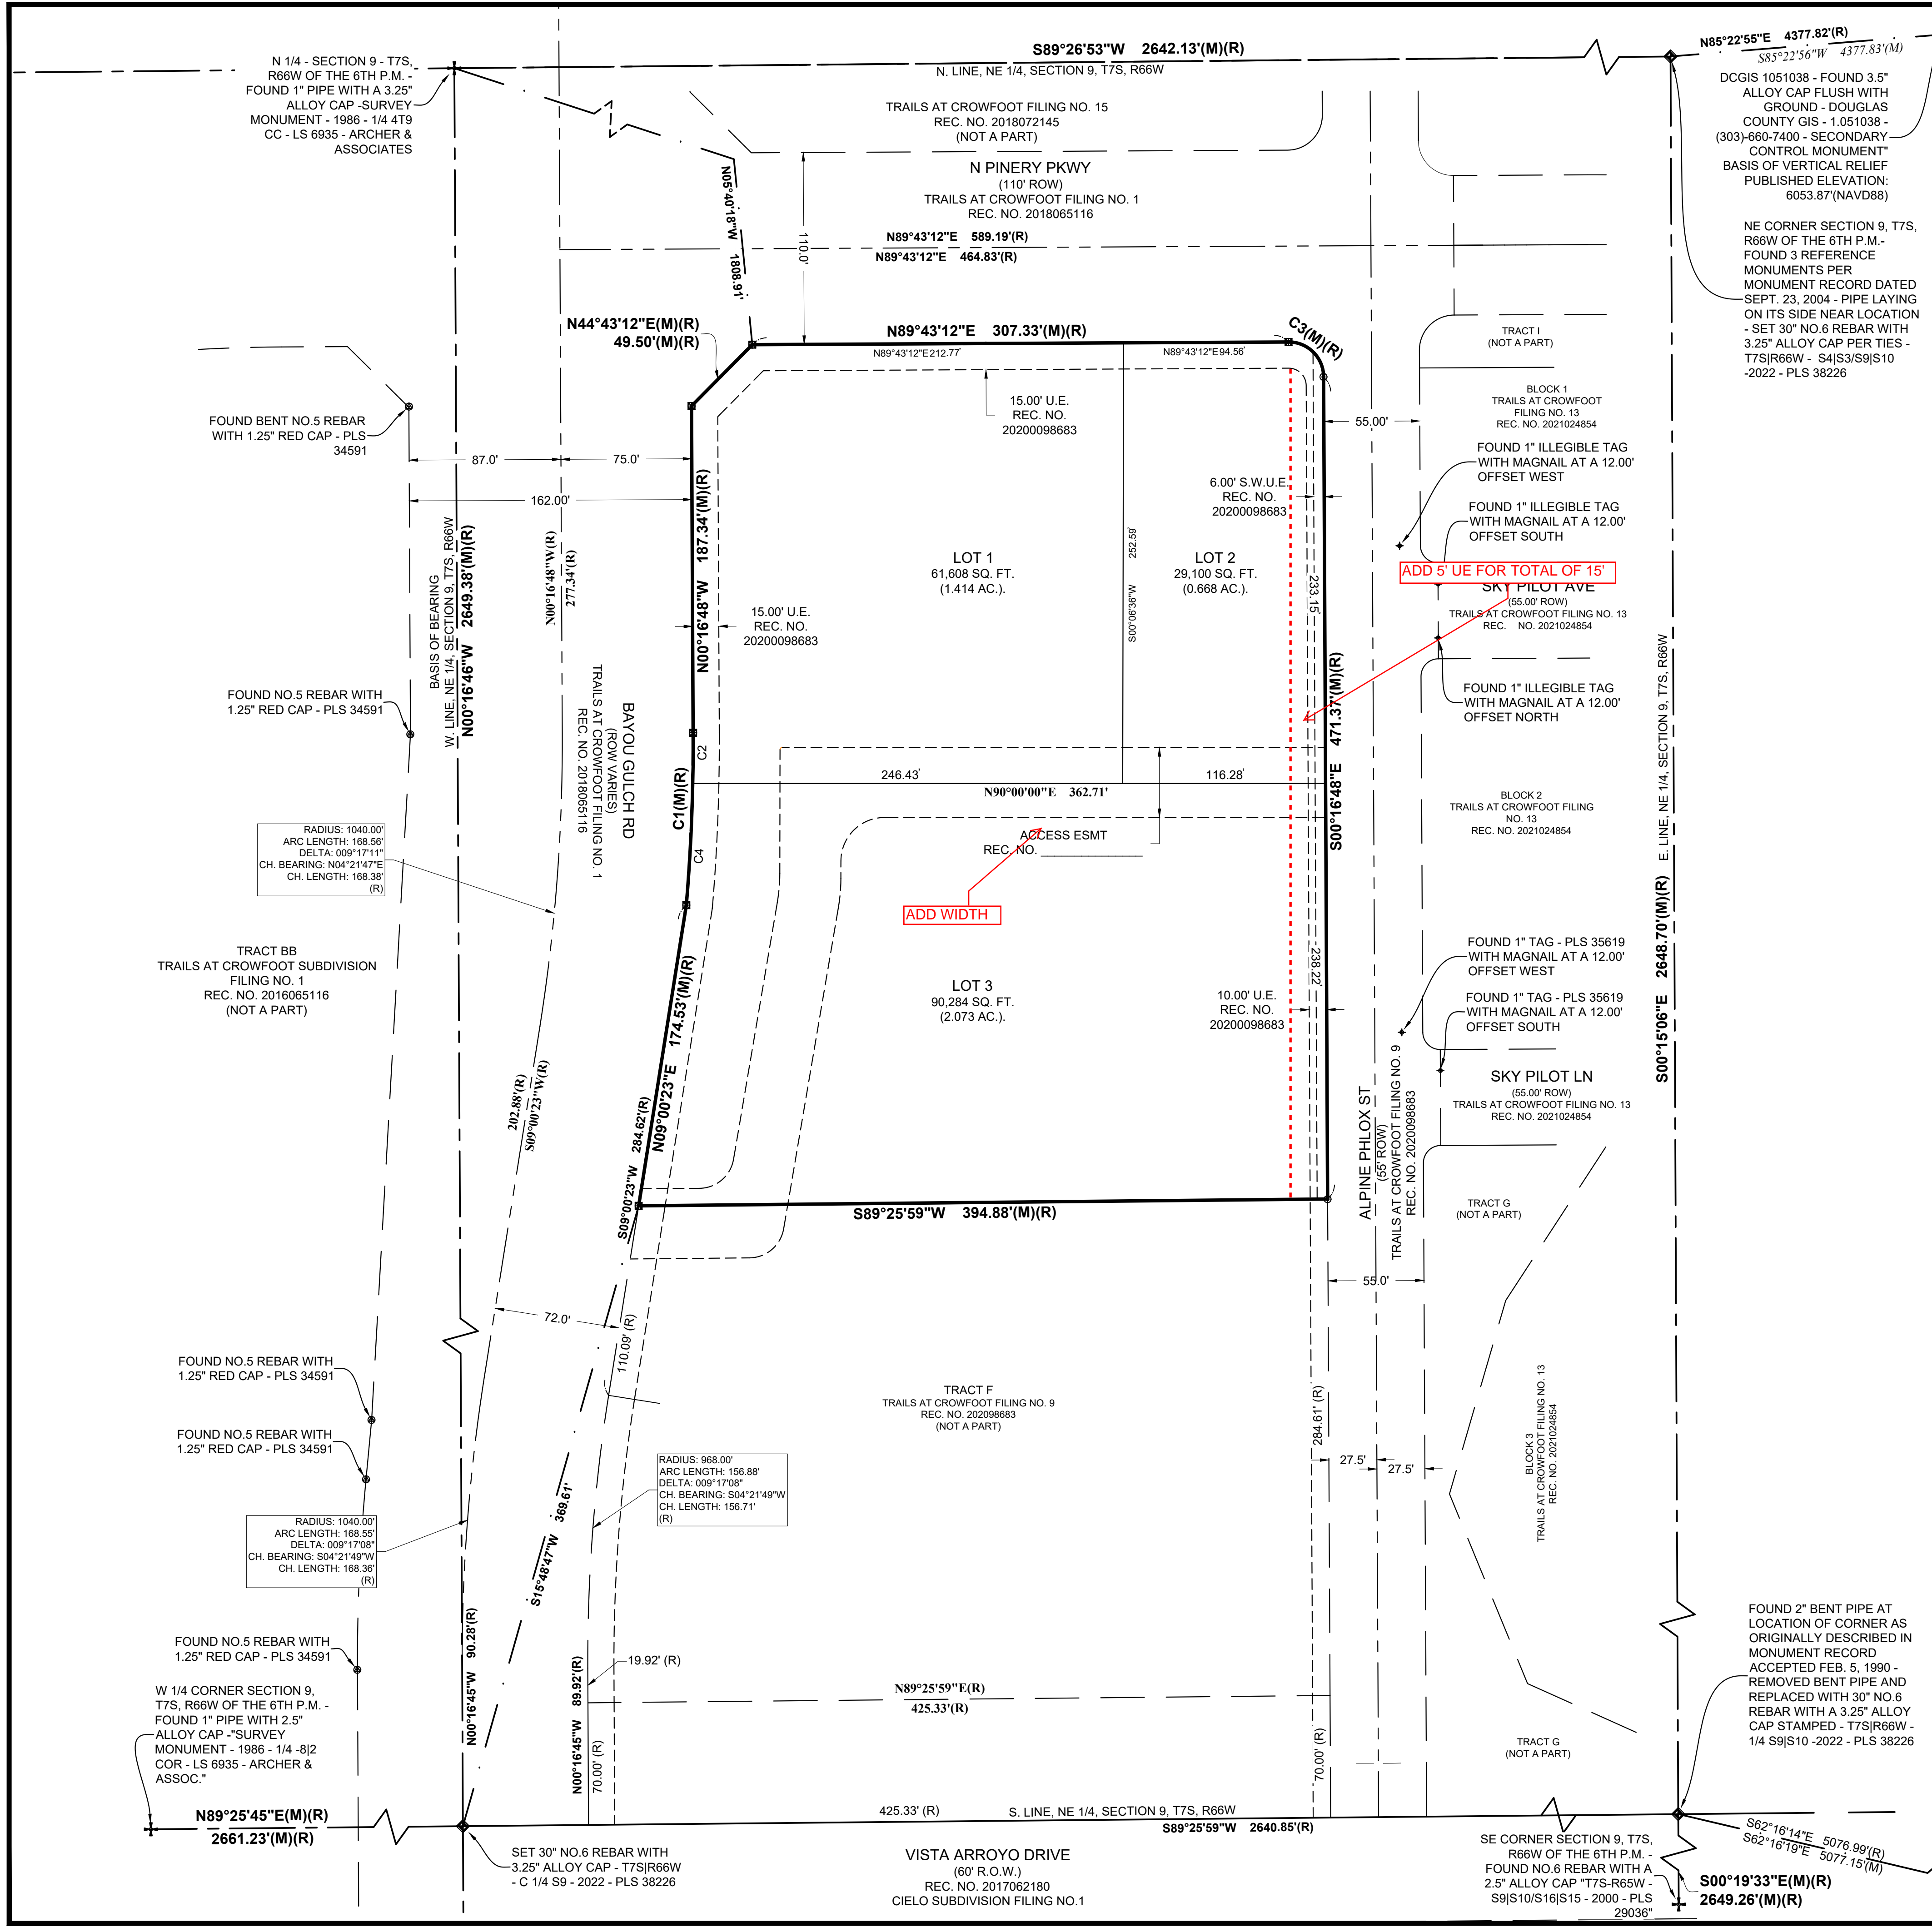 S89°26'53"W 2642.13'(M)(R)
N. LINE, NE 1/4, SECTION 9, T7S, R66W
N85°22'55"E 4377.82'(R)
S85°22'56"W 4377.83'(M)
N 1/4 - SECTION 9 - T7S,
R66W OF THE 6TH P.M. -
FOUND 1" PIPE WITH A 3.25"
ALLOY CAP -SURVEY
MONUMENT - 1986 - 1/4 4T9
CC - LS 6935 - ARCHER &
ASSOCIATES
TRAILS AT CROWFOOT FILING NO. 15
REC. NO. 2018072145
(NOT A PART)
N PINERY PKWY
(110' ROW)
TRAILS AT CROWFOOT FILING NO. 1
REC. NO. 2018065116
N89°43'12"E 589.19'(R)
N89°43'12"E 464.83'(R)
N05°40'18"W 1808.91'
110.0'
DCGIS 1051038 - FOUND 3.5"
ALLOY CAP FLUSH WITH
GROUND - DOUGLAS
COUNTY GIS - 1.051038 -
(303)-660-7400 - SECONDARY
CONTROL MONUMENT"
BASIS OF VERTICAL RELIEF
PUBLISHED ELEVATION:
6053.87'(NAVD88)
NE CORNER SECTION 9, T7S,
R66W OF THE 6TH P.M.-
FOUND 3 REFERENCE
MONUMENTS PER
MONUMENT RECORD DATED
SEPT. 23, 2004 - PIPE LAYING
ON ITS SIDE NEAR LOCATION
- SET 30" NO.6 REBAR WITH
3.25" ALLOY CAP PER TIES -
T7S|R66W - S4|S3/S9|S10
-2022 - PLS 38226
N44°43'12"E(M)(R)
49.50'(M)(R)
N89°43'12"E 307.33'(M)(R)
C3(M)(R)
N89°43'12"E 212.77'
N89°43'12"E 94.56'
TRACT I
(NOT A PART)
BLOCK 1
TRAILS AT CROWFOOT
FILING NO. 13
REC. NO. 2021024854
15.00' U.E.
REC. NO.
20200098683
55.00'
FOUND BENT NO.5 REBAR
WITH 1.25" RED CAP - PLS
34591
87.0'
75.0'
162.00'
FOUND 1" ILLEGIBLE TAG
WITH MAGNAIL AT A 12.00'
OFFSET WEST
6.00' S.W.U.E.
REC. NO.
20200098683
FOUND 1" ILLEGIBLE TAG
WITH MAGNAIL AT A 12.00'
OFFSET SOUTH
BASIS OF BEARING
W. LINE, NE 1/4, SECTION 9, T7S, R66W
N00°16'46"W 2649.38'(M)(R)
N00°16'48"W(R)
277.34'(R)
N00°16'48"W 187.34'(M)(R)
LOT 1
61,608 SQ. FT.
(1.414 AC.).
S00°06'36"W 252.59'
LOT 2
29,100 SQ. FT.
(0.668 AC.).
233.15'
ADD 5' UE FOR TOTAL OF 15'
SKY PILOT AVE
(55.00' ROW)
TRAILS AT CROWFOOT FILING NO. 13
REC. NO. 2021024854
15.00' U.E.
REC. NO.
20200098683
FOUND NO.5 REBAR WITH
1.25" RED CAP - PLS 34591
FOUND 1" ILLEGIBLE TAG
WITH MAGNAIL AT A 12.00'
OFFSET NORTH
BAYOU GULCH RD
(ROW VARIES)
TRAILS AT CROWFOOT FILING NO. 1
REC. NO. 2018065116
C1(M)(R)
C2
C4
246.43'
116.28'
N90°00'00"E 362.71'
S00°16'48"E 471.37'(M)(R)
BLOCK 2
TRAILS AT CROWFOOT FILING
NO. 13
REC. NO. 2021024854
E. LINE, NE 1/4, SECTION 9, T7S, R66W
S00°15'06"E 2648.70'(M)(R)
ACCESS ESMT
REC. NO.
ADD WIDTH
RADIUS: 1040.00'
ARC LENGTH: 168.56'
DELTA: 009°17'11"
CH. BEARING: N04°21'47"E
CH. LENGTH: 168.38'
(R)
TRACT BB
TRAILS AT CROWFOOT SUBDIVISION
FILING NO. 1
REC. NO. 2016065116
(NOT A PART)
LOT 3
90,284 SQ. FT.
(2.073 AC.).
238.22'
10.00' U.E.
REC. NO.
20200098683
FOUND 1" TAG - PLS 35619
WITH MAGNAIL AT A 12.00'
OFFSET WEST
FOUND 1" TAG - PLS 35619
WITH MAGNAIL AT A 12.00'
OFFSET SOUTH
SKY PILOT LN
(55.00' ROW)
TRAILS AT CROWFOOT FILING NO. 13
REC. NO. 2021024854
202.88'(R)
S09°00'23"W(R)
N09°00'23"E 174.53'(M)(R)
S09°00'23"W 284.62'(R)
S89°25'59"W 394.88'(M)(R)
ALPINE PHLOX ST
(55' ROW)
TRAILS AT CROWFOOT FILING NO. 9
REC. NO. 2020098683
TRACT G
(NOT A PART)
55.0'
72.0'
110.09' (R)
FOUND NO.5 REBAR WITH
1.25" RED CAP - PLS 34591
FOUND NO.5 REBAR WITH
1.25" RED CAP - PLS 34591
TRACT F
TRAILS AT CROWFOOT FILING NO. 9
REC. NO. 202098683
(NOT A PART)
284.61' (R)
27.5'
27.5'
BLOCK 3
TRAILS AT CROWFOOT FILING NO. 13
REC. NO. 2021024854
RADIUS: 968.00'
ARC LENGTH: 156.88'
DELTA: 009°17'08"
CH. BEARING: S04°21'49"W
CH. LENGTH: 156.71'
(R)
RADIUS: 1040.00'
ARC LENGTH: 168.55'
DELTA: 009°17'08"
CH. BEARING: S04°21'49"W
CH. LENGTH: 168.36'
(R)
S15°48'47"W 369.61'
FOUND NO.5 REBAR WITH
1.25" RED CAP - PLS 34591
N00°16'45"W 90.28'(R)
N00°16'45"W 89.92'(R)
70.00' (R)
19.92' (R)
N89°25'59"E(R)
425.33'(R)
70.00' (R)
TRACT G
(NOT A PART)
FOUND 2" BENT PIPE AT
LOCATION OF CORNER AS
ORIGINALLY DESCRIBED IN
MONUMENT RECORD
ACCEPTED FEB. 5, 1990 -
REMOVED BENT PIPE AND
REPLACED WITH 30" NO.6
REBAR WITH A 3.25" ALLOY
CAP STAMPED - T7S|R66W -
1/4 S9|S10 -2022 - PLS 38226
W 1/4 CORNER SECTION 9,
T7S, R66W OF THE 6TH P.M. -
FOUND 1" PIPE WITH 2.5"
ALLOY CAP -"SURVEY
MONUMENT - 1986 - 1/4 -8|2
COR - LS 6935 - ARCHER &
ASSOC."
N89°25'45"E(M)(R)
2661.23'(M)(R)
425.33' (R)
S. LINE, NE 1/4, SECTION 9, T7S, R66W
S89°25'59"W 2640.85'(R)
SET 30" NO.6 REBAR WITH
3.25" ALLOY CAP - T7S|R66W
- C 1/4 S9 - 2022 - PLS 38226
VISTA ARROYO DRIVE
(60' R.O.W.)
REC. NO. 2017062180
CIELO SUBDIVISION FILING NO.1
SE CORNER SECTION 9, T7S,
R66W OF THE 6TH P.M. -
FOUND NO.6 REBAR WITH A
2.5" ALLOY CAP "T7S-R65W -
S9|S10/S16|S15 - 2000 - PLS
29036"
S62°16'14"E 5076.99'(R)
S62°16'19"E 5077.15'(M)
S00°19'33"E(M)(R)
2649.26'(M)(R)